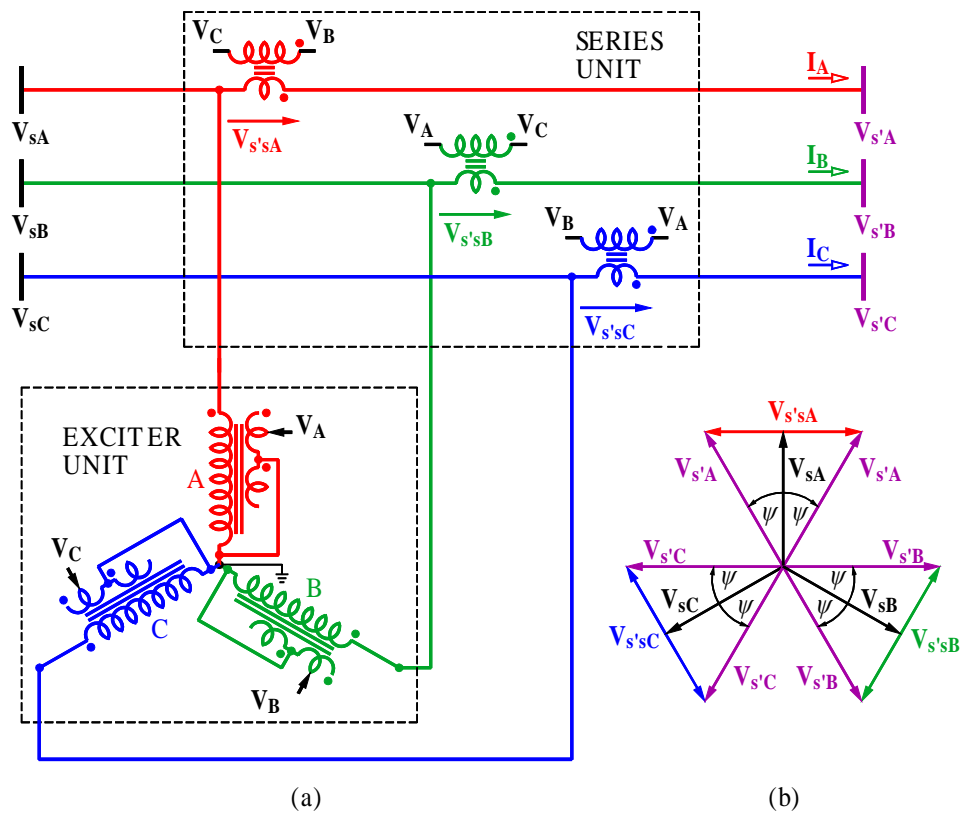 V_C V_B
SERIES
UNIT
I_A
V_sA
V_s'sA
V_A V_C
V_s'A
I_B
V_sB
V_s'sB
V_B V_A
V_s'B
I_C
V_sC
V_s'sC
V_s'C
EXCITER
UNIT
A
V_A
V_C
C
B
V_B
V_s'sA
V_s'A
V_sA
V_s'A
ψ ψ
V_s'C
V_s'B
ψ ψ
V_sC
V_sB
ψ ψ
V_s'sC
V_s'sB
V_s'C
V_s'B
(a)
(b)